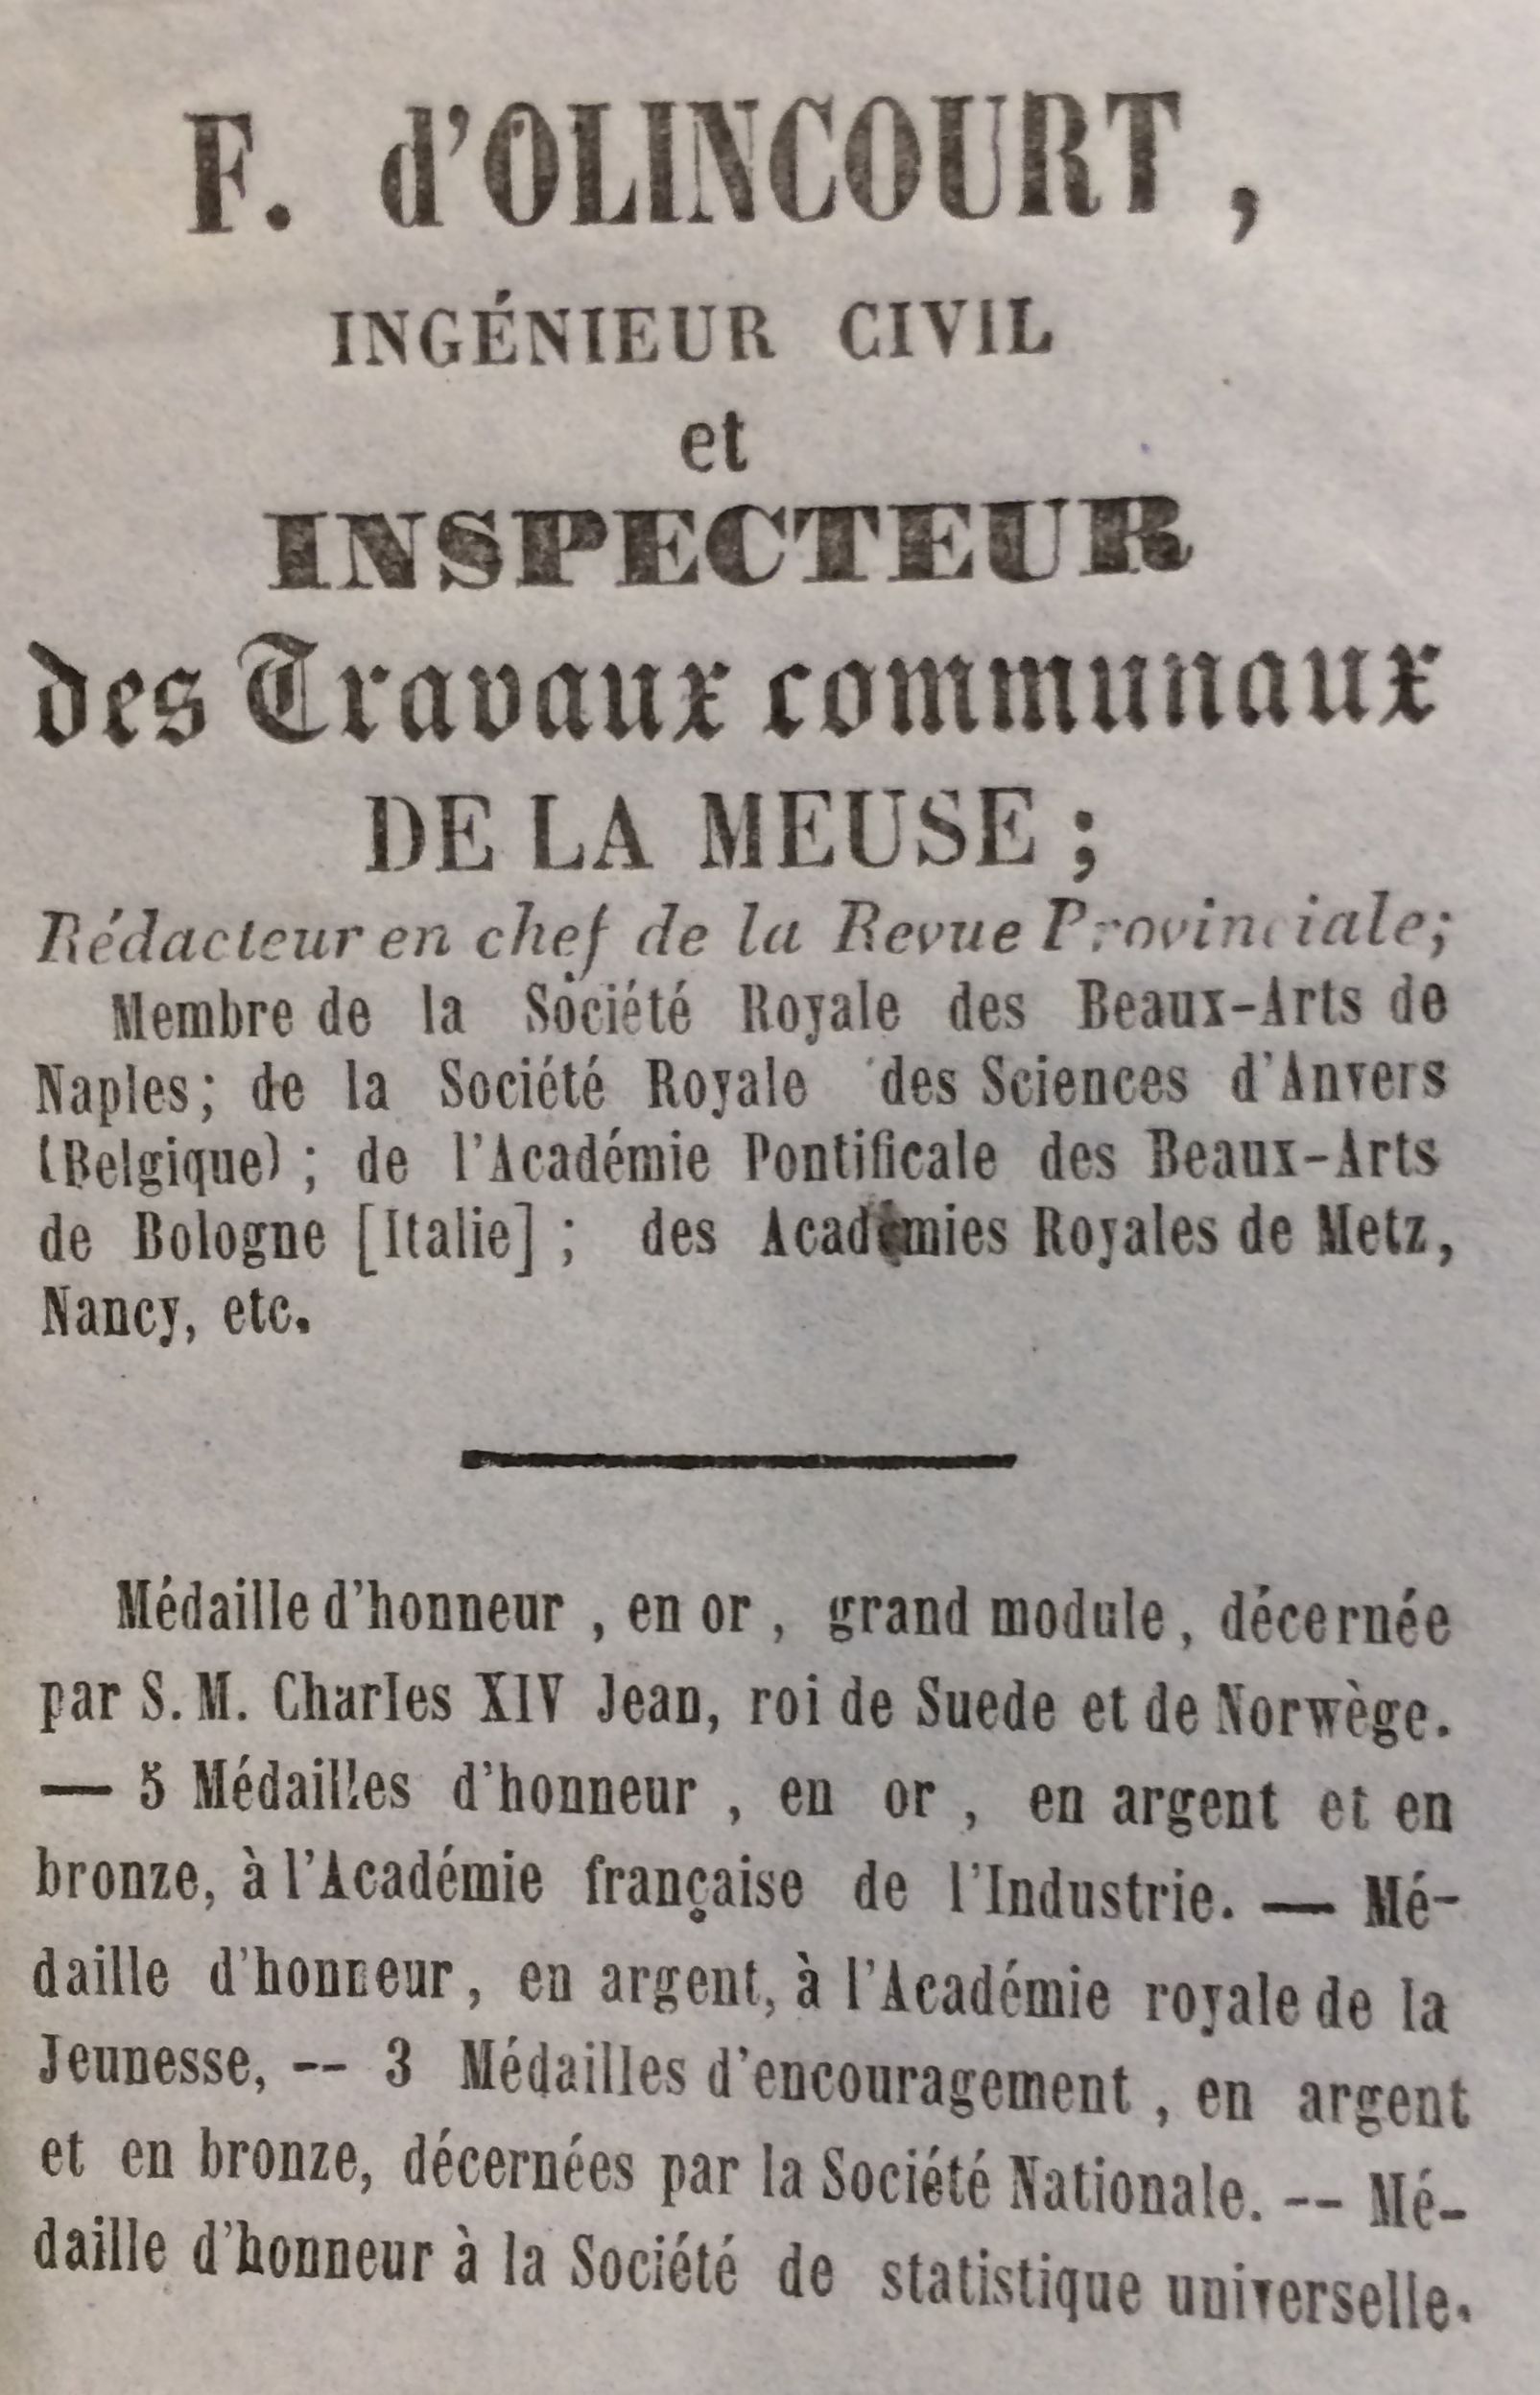 F. d'OLINCOURT,
INGÉNIEUR CIVIL
et
INSPECTEUR
des Travaux communaux
DE LA MEUSE ;
Rédacteur en chef de la Revue Provinciale;
Membre de la Société Royale des Beaux-Arts de
Naples; de la Société Royale des Sciences d'Anvers
(Belgique) ; de l'Académie Pontificale des Beaux-Arts
de Bologne [Italie] ; des Académies Royales de Metz,
Nancy, etc.
Médaille d'honneur , en or , grand module, décernée
par S. M. Charles XIV Jean, roi de Suede et de Norwège.
— 5 Médailles d'honneur , en or , en argent et en
bronze, à l'Académie française de l'Industrie. — Mé-
daille d'honneur, en argent, à l'Académie royale de la
Jeunesse, -- 3 Médailles d'encouragement , en argent
et en bronze, décernées par la Société Nationale. -- Mé-
daille d'honneur à la Société de statistique universelle.